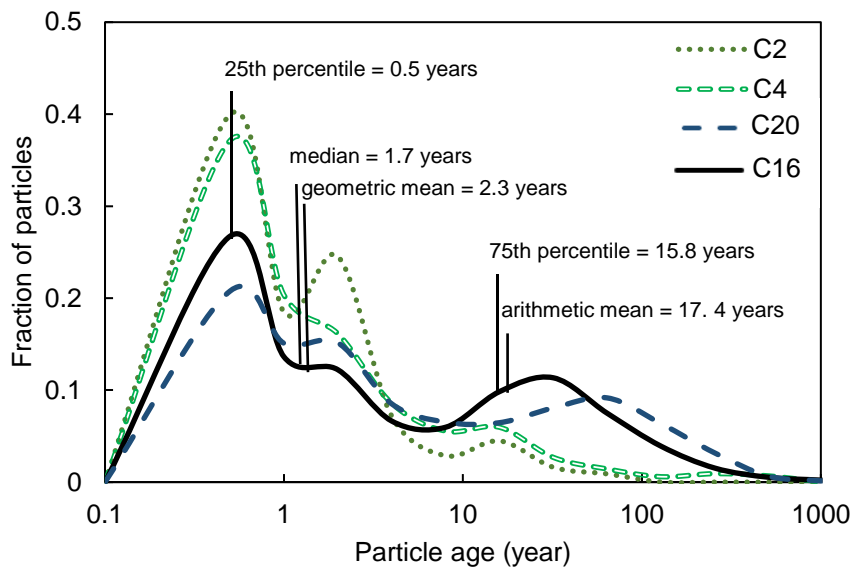 C2
C4
C20
C16
25th percentile = 0.5 years
median = 1.7 years
geometric mean = 2.3 years
75th percentile = 15.8 years
arithmetic mean = 17. 4 years
Fraction of particles
0.5
0.4
0.3
0.2
0.1
0
0.1
1
10
100
1000
Particle age (year)